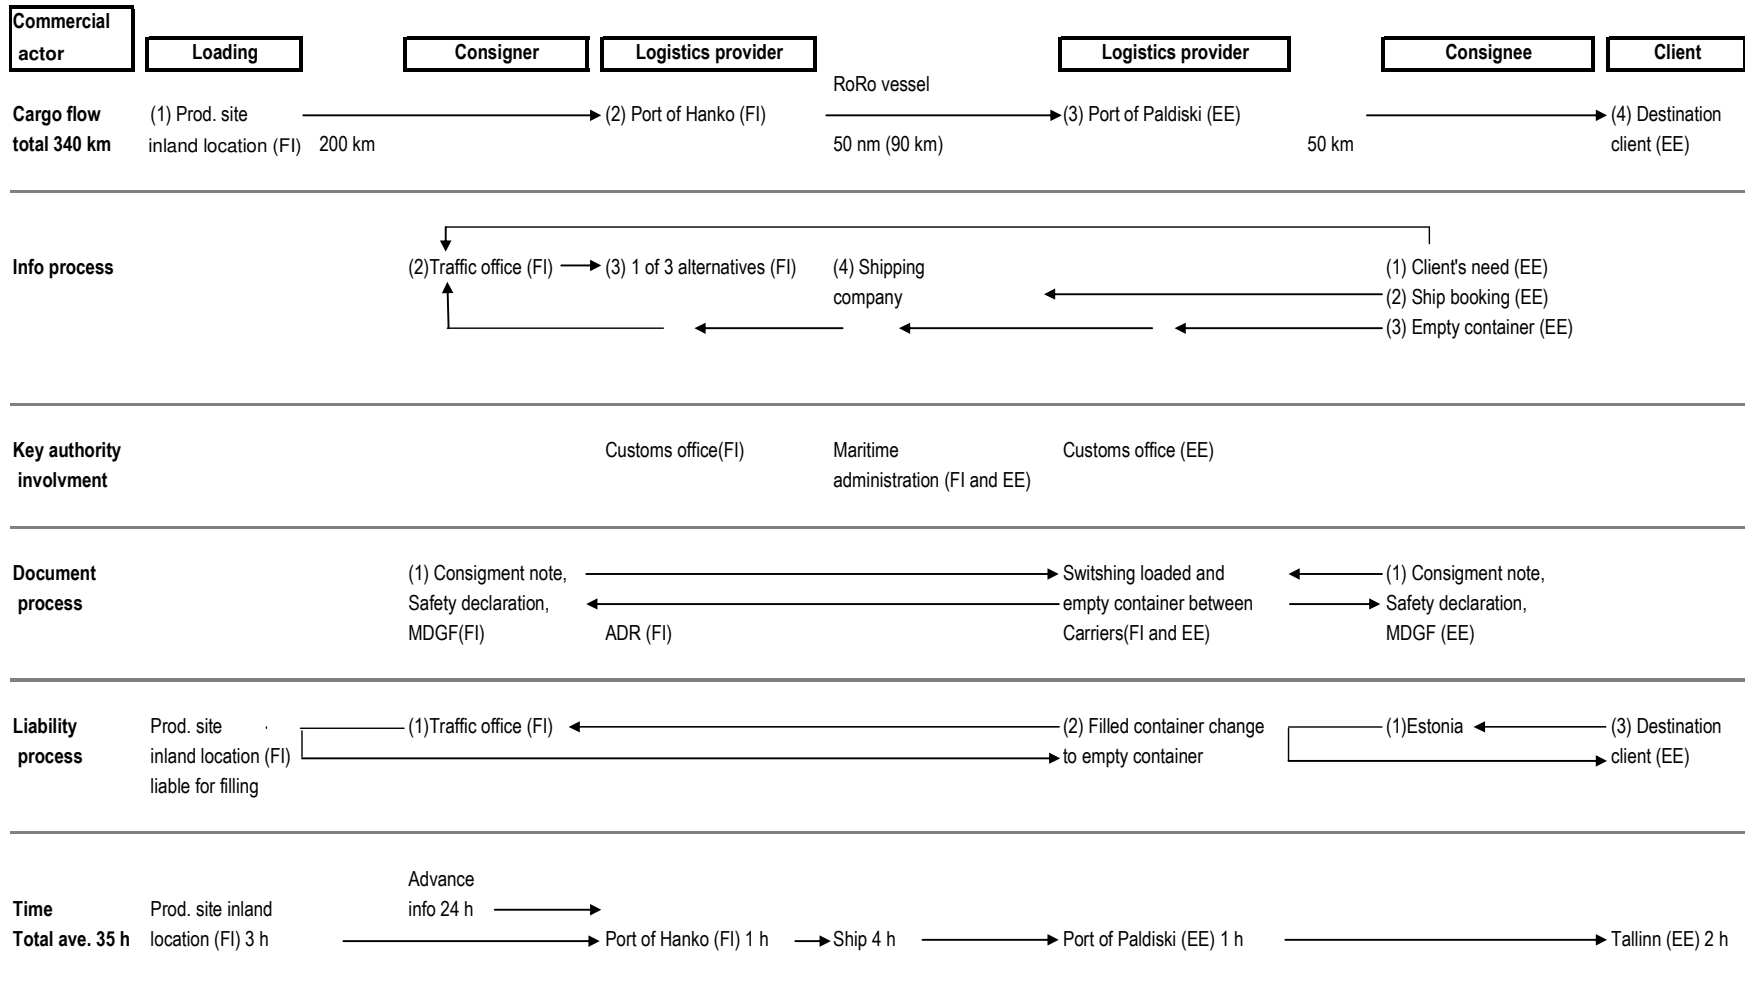 Commercial
actor Loading Consigner Logistics provider Logistics provider Consignee Client
RoRo vessel
Cargo flow (1) Prod. site (2) Port of Hanko (FI) (3) Port of Paldiski (EE) (4) Destination
total 340 km inland location (FI) 200 km 50 nm (90 km) 50 km client (EE)
Info process (2)Traffic office (FI) (3) 1 of 3 alternatives (FI) (4) Shipping (1) Client's need (EE)
company (2) Ship booking (EE)
(3) Empty container (EE)
Key authority Customs office(FI) Maritime Customs office (EE)
involvment administration (FI and EE)
Document (1) Consigment note, Switshing loaded and (1) Consigment note,
process Safety declaration, empty container between Safety declaration,
MDGF(FI) ADR (FI) Carriers(FI and EE) MDGF (EE)
Liability Prod. site (1)Traffic office (FI) (2) Filled container change (1)Estonia (3) Destination
process inland location (FI) to empty container client (EE)
liable for filling
Advance
Time Prod. site inland info 24 h
Total ave. 35 h location (FI) 3 h Port of Hanko (FI) 1 h Ship 4 h Port of Paldiski (EE) 1 h Tallinn (EE) 2 h